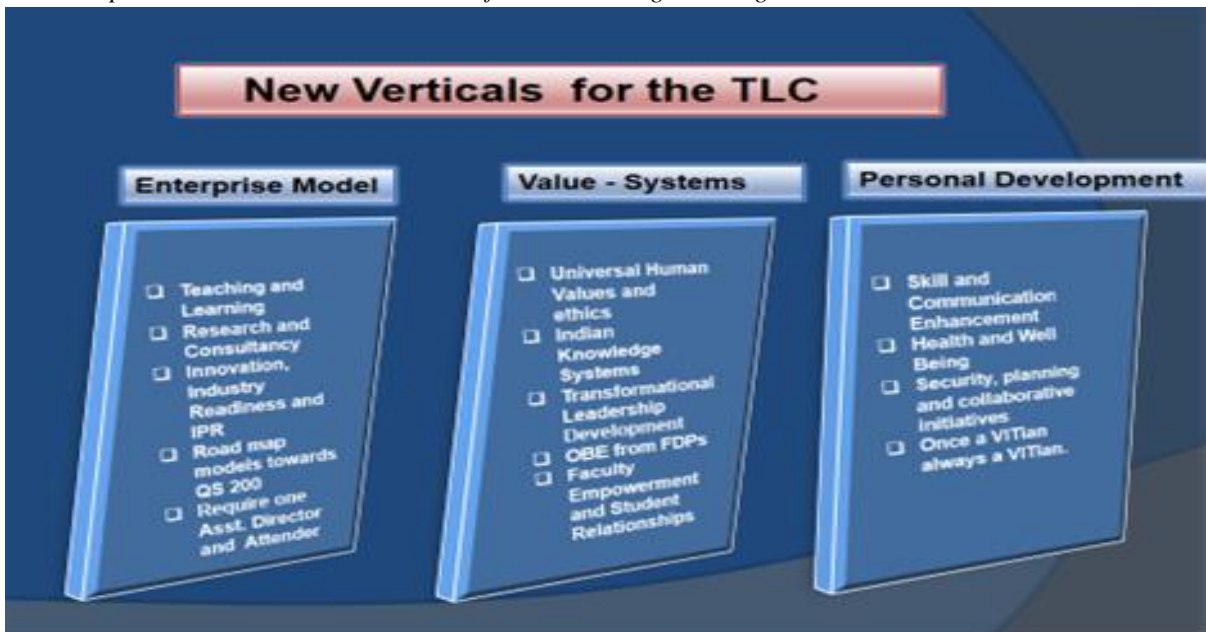 New Verticals for the TLC
Enterprise Model
❑ Teaching and
Learning
❑ Research and
Consultancy
❑ Innovation,
Industry
Readiness and
IPR
❑ Road map
models towards
QS 200
❑ Require one
Asst. Director
and Attender
Value - Systems
❑ Universal Human
Values and
ethics
❑ Indian
Knowledge
Systems
❑ Transformational
Leadership
Development
❑ OBE from FDPs
❑ Faculty
Empowerment
and Student
Relationships
Personal Development
❑ Skill and
Communication
Enhancement
❑ Health and Well
Being
❑ Security, planning
and collaborative
initiatives
❑ Once a VITian
always a VITian.